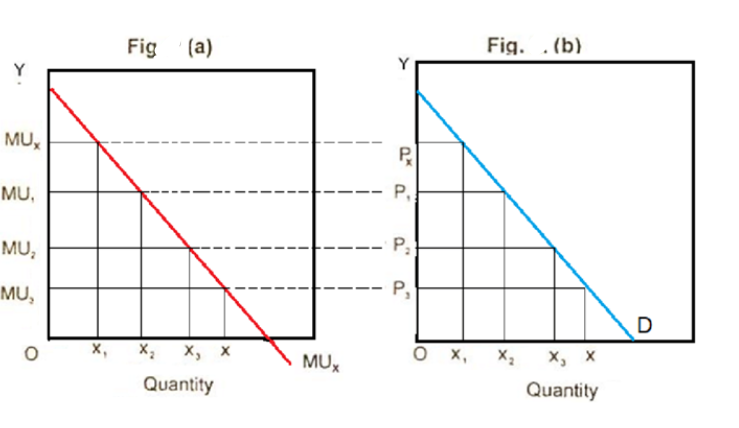 Fig (a)
Y
MUₓ
MU₁
MU₂
MU₃
O
X₁ X₂ X₃ X
MUₓ
Quantity
Fig. . (b)
Y
Pₓ
P₁
P₂
P₃
D
O X₁ X₂ X₃ X
Quantity